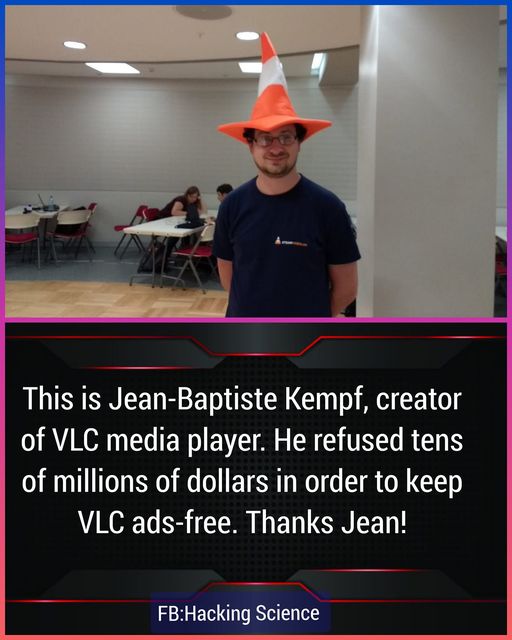 This is Jean-Baptiste Kempf, creator
of VLC media player. He refused tens
of millions of dollars in order to keep
VLC ads-free. Thanks Jean!
FB:Hacking Science